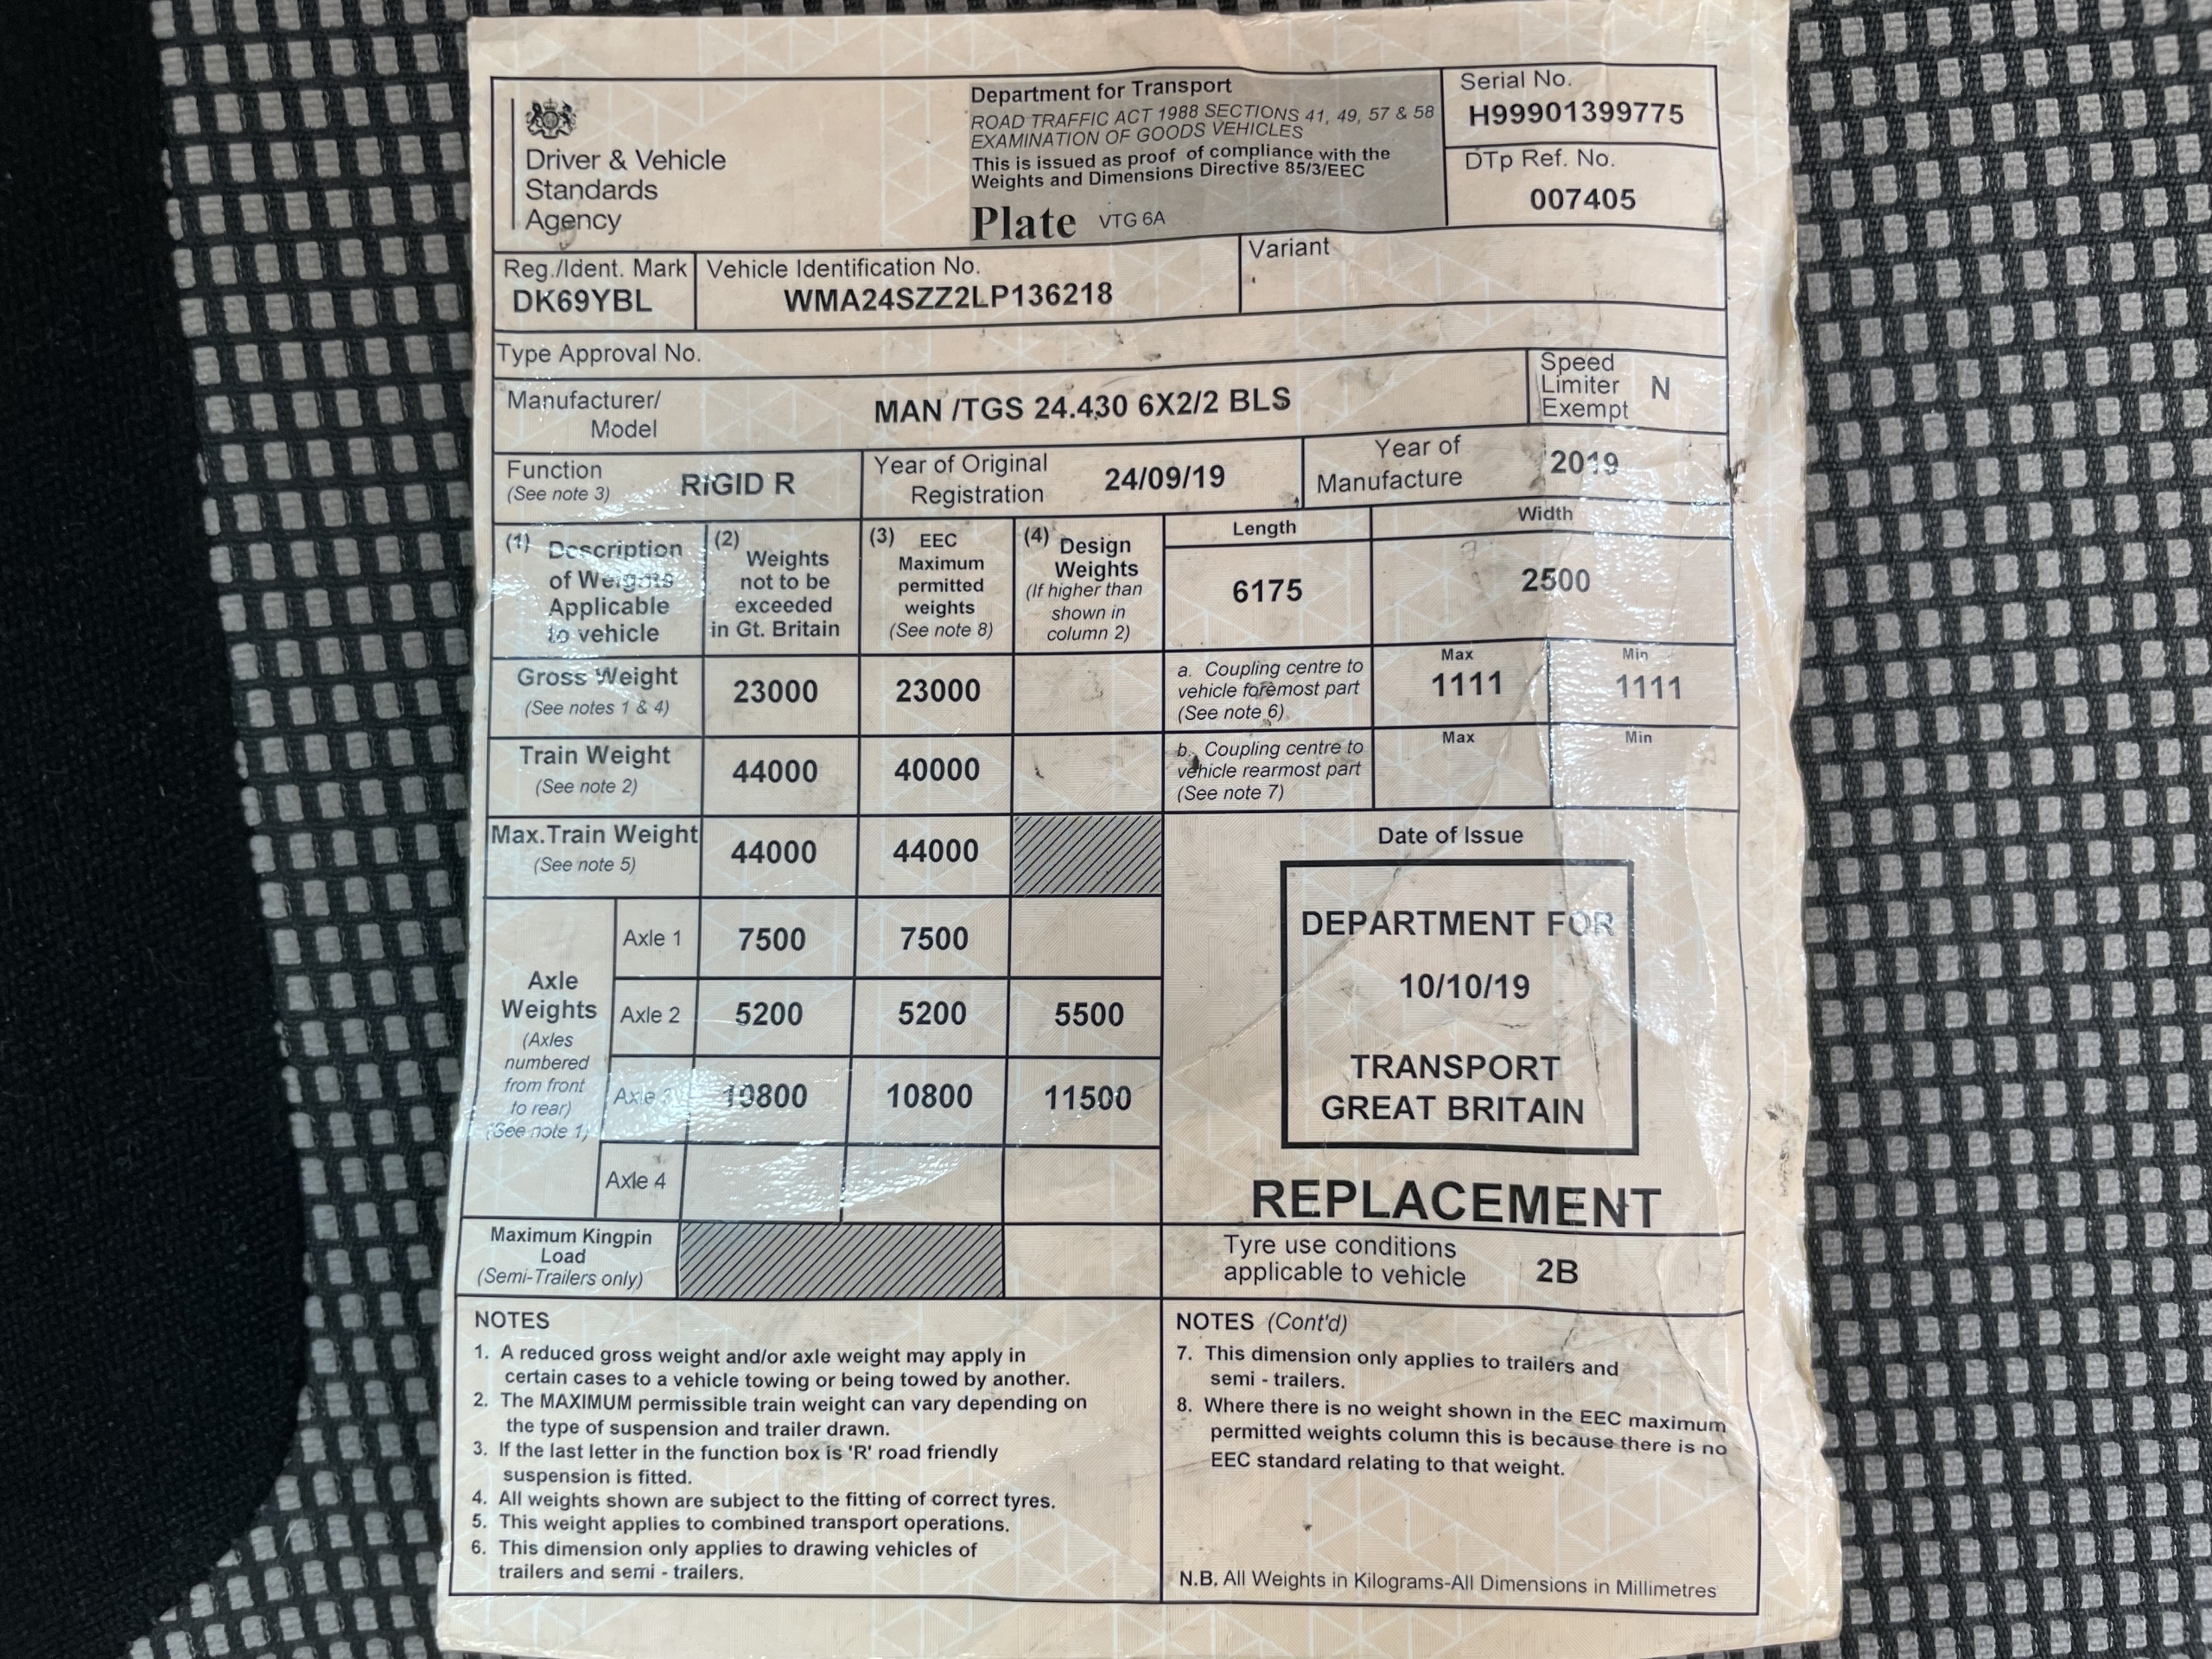 Driver & Vehicle
Standards
Agency
Department for Transport
ROAD TRAFFIC ACT 1988 SECTIONS 41, 49, 57 & 58
EXAMINATION OF GOODS VEHICLES
This is issued as proof of compliance with the
Weights and Dimensions Directive 85/3/EEC
Plate VTG 6A
Serial No.
H99901399775
DTp Ref. No.
007405
Reg./Ident. Mark
DK69YBL
Vehicle Identification No.
WMA24SZZ2LP136218
Variant
Type Approval No.
Manufacturer/
Model
MAN /TGS 24.430 6X2/2 BLS
Speed
Limiter
Exempt
N
Function
(See note 3)
RIGID R
Year of Original
Registration
24/09/19
Year of
Manufacture
2019
(1) Description
of Weights
Applicable
to vehicle
(2) Weights
not to be
exceeded
in Gt. Britain
(3) EEC
Maximum
permitted
weights
(See note 8)
(4) Design
Weights
(If higher than
shown in
column 2)
Length
6175
Width
2500
Gross Weight
(See notes 1 & 4)
23000
23000
a. Coupling centre to
vehicle foremost part
(See note 6)
Max
1111
Min
1111
Train Weight
(See note 2)
44000
40000
b. Coupling centre to
vehicle rearmost part
(See note 7)
Max
Min
Max.Train Weight
(See note 5)
44000
44000
Axle
Weights
(Axles
numbered
from front
to rear)
(See note 1)
Axle 1
7500
7500
Axle 2
5200
5200
5500
Axle 3
10800
10800
11500
Axle 4
Maximum Kingpin
Load
(Semi-Trailers only)
Date of Issue
DEPARTMENT FOR
10/10/19
TRANSPORT
GREAT BRITAIN
REPLACEMENT
Tyre use conditions
applicable to vehicle
2B
NOTES
1. A reduced gross weight and/or axle weight may apply in
certain cases to a vehicle towing or being towed by another.
2. The MAXIMUM permissible train weight can vary depending on
the type of suspension and trailer drawn.
3. If the last letter in the function box is 'R' road friendly
suspension is fitted.
4. All weights shown are subject to the fitting of correct tyres.
5. This weight applies to combined transport operations.
6. This dimension only applies to drawing vehicles of
trailers and semi - trailers.
NOTES (Cont'd)
7. This dimension only applies to trailers and
semi - trailers.
8. Where there is no weight shown in the EEC maximum
permitted weights column this is because there is no
EEC standard relating to that weight.
N.B. All Weights in Kilograms-All Dimensions in Millimetres